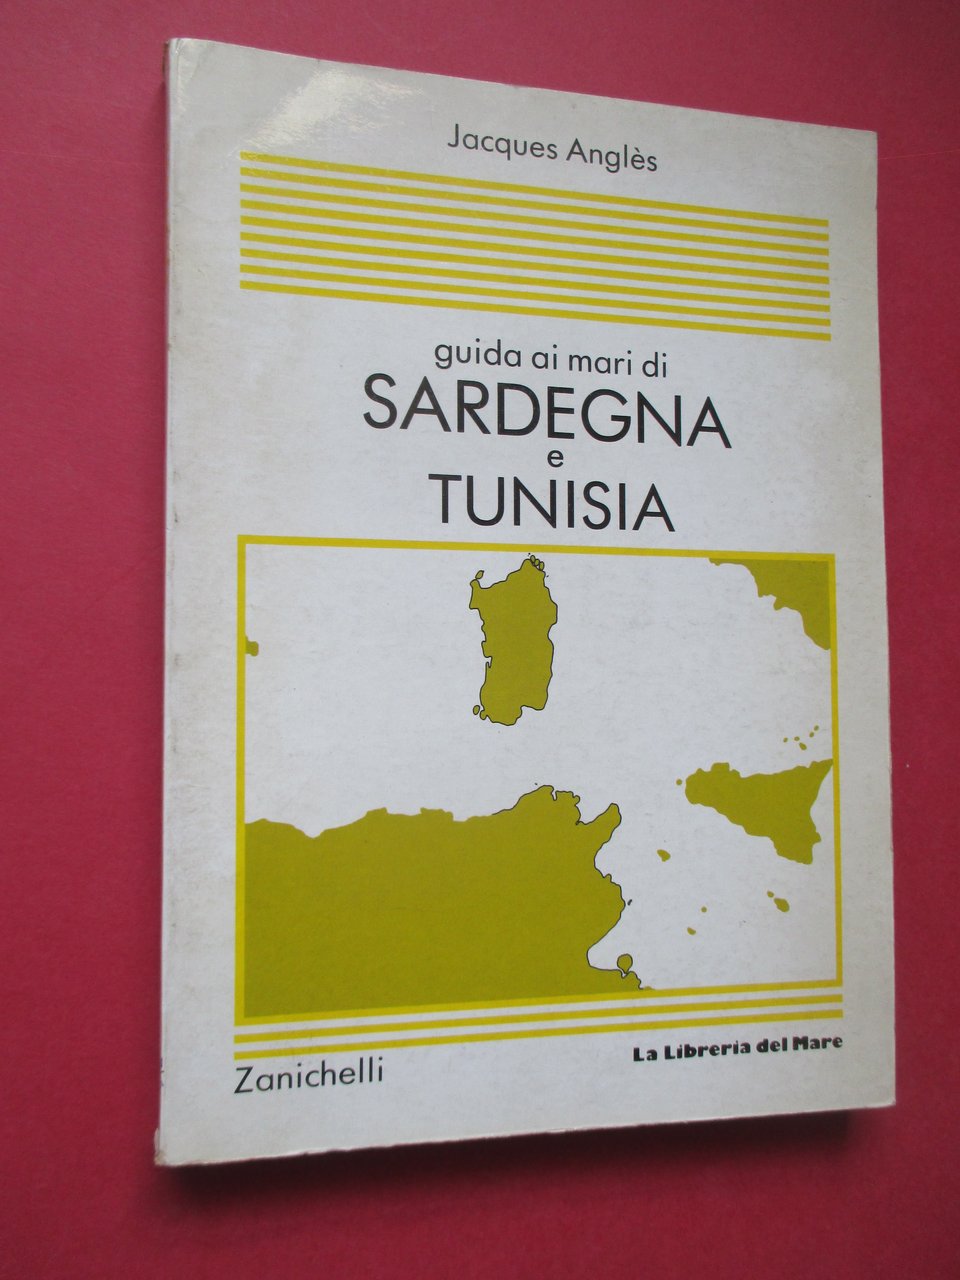 Jacques Anglès
guida ai mari di
SARDEGNA
e
TUNISIA
Zanichelli
La Libreria del Mare